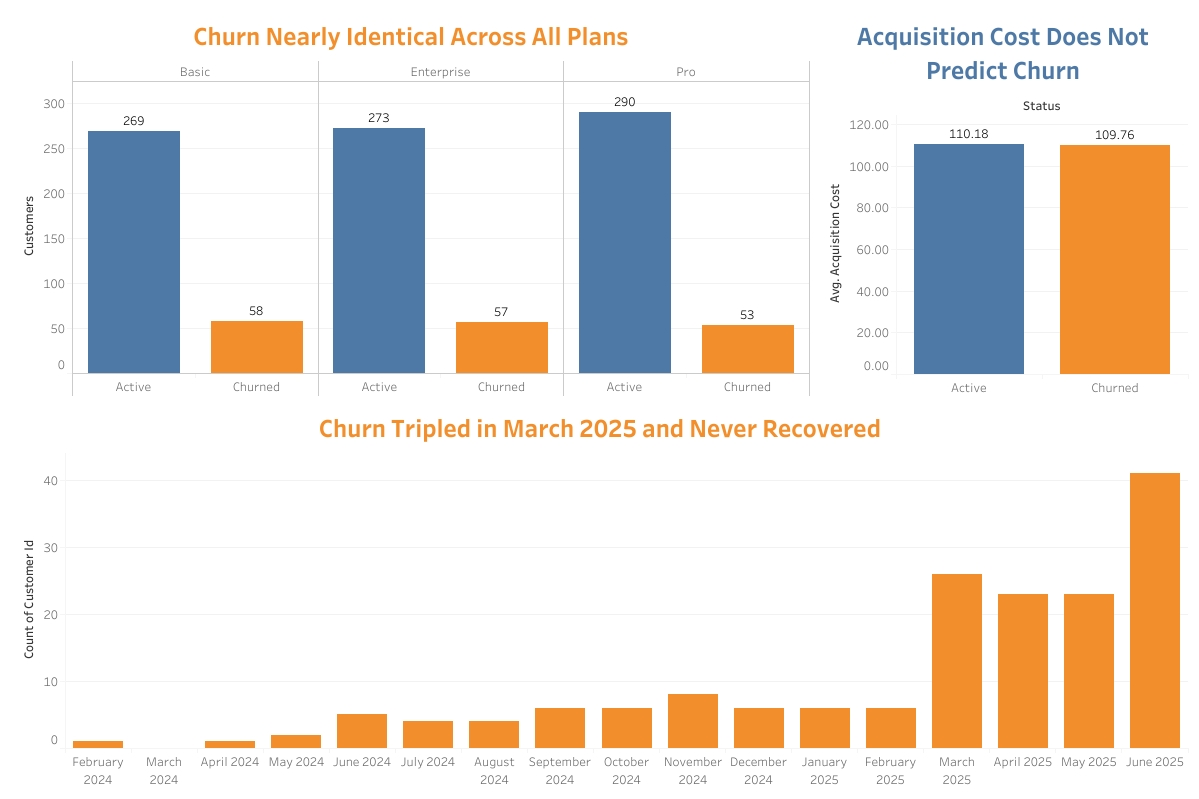 Churn Nearly Identical Across All Plans
Basic
Enterprise
Pro
Customers
300
250
200
150
100
50
0
269
58
273
57
290
53
Active
Churned
Active
Churned
Active
Churned
Acquisition Cost Does Not
Predict Churn
Status
Avg. Acquisition Cost
120.00
100.00
80.00
60.00
40.00
20.00
0.00
110.18
109.76
Active
Churned
Churn Tripled in March 2025 and Never Recovered
Count of Customer Id
40
30
20
10
0
February
2024
March
2024
April 2024
May 2024
June 2024
July 2024
August
2024
September
2024
October
2024
November
2024
December
2024
January
2025
February
2025
March
2025
April 2025
May 2025
June 2025